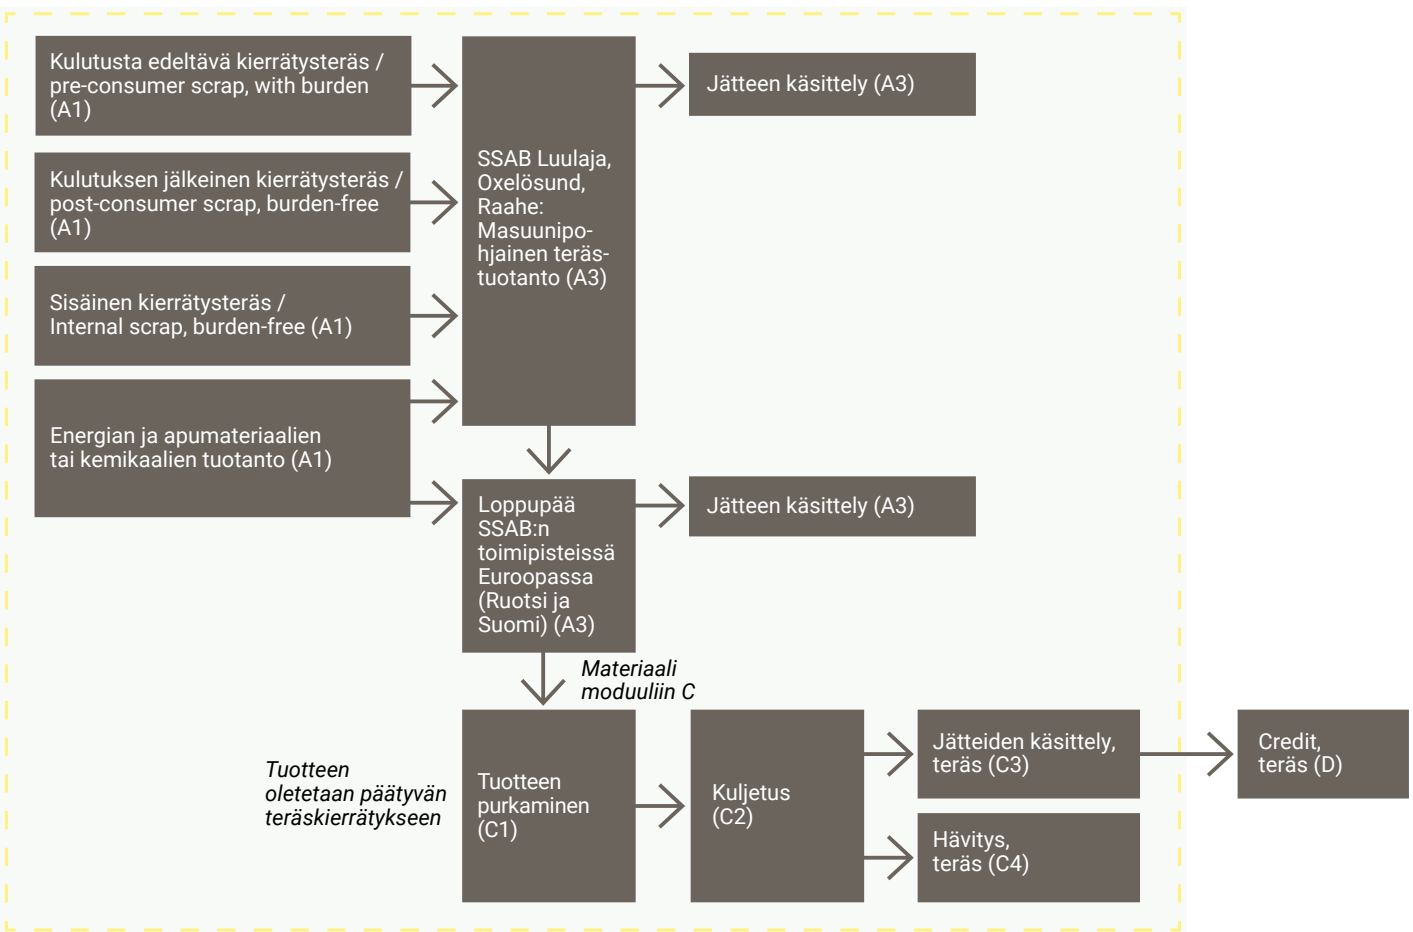 Kulutusta edeltävä kierrätysteräs /
pre-consumer scrap, with burden
(A1)
Kulutuksen jälkeinen kierrätysteräs /
post-consumer scrap, burden-free
(A1)
Sisäinen kierrätysteräs /
Internal scrap, burden-free (A1)
Energian ja apumateriaalien
tai kemikaalien tuotanto (A1)
SSAB Luulaja,
Oxelösund,
Raahe:
Masuunipo-
hjainen teräs-
tuotanto (A3)
Jätteen käsittely (A3)
Loppupää
SSAB:n
toimipisteissä
Euroopassa
(Ruotsi ja
Suomi) (A3)
Jätteen käsittely (A3)
Materiaali
moduuliin C
Tuotteen
oletetaan päätyvän
teräskierrätykseen
Tuotteen
purkaminen
(C1)
Kuljetus
(C2)
Jätteiden käsittely,
teräs (C3)
Hävitys,
teräs (C4)
Credit,
teräs (D)